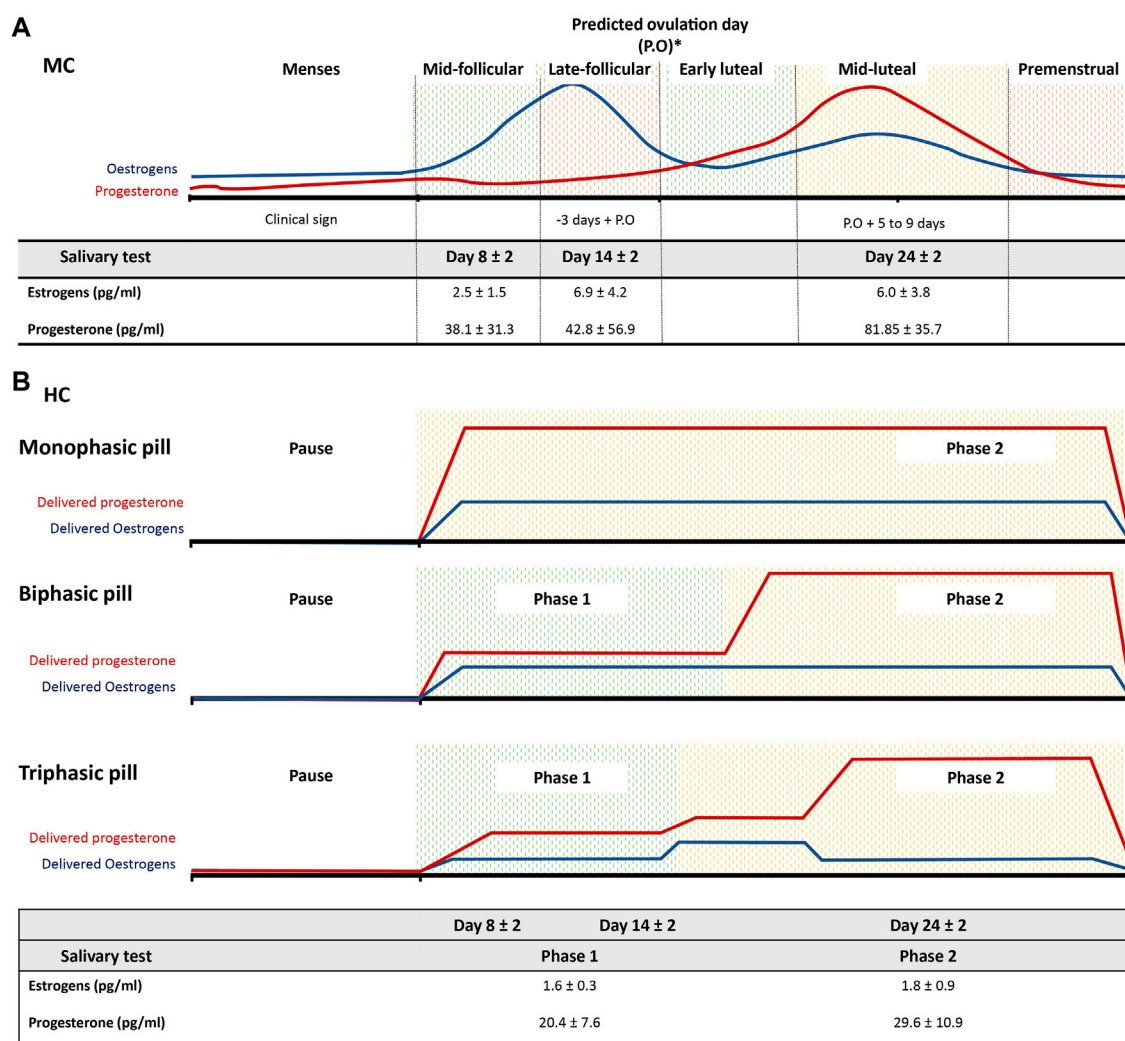 A
Predicted ovulation day
(P.O)*
MC
Menses Mid-follicular Late-follicular Early luteal Mid-luteal Premenstrual
Oestrogens
Progesterone
Clinical sign -3 days + P.O P.O + 5 to 9 days
Salivary test Day 8 ± 2 Day 14 ± 2 Day 24 ± 2
Estrogens (pg/ml) 2.5 ± 1.5 6.9 ± 4.2 6.0 ± 3.8
Progesterone (pg/ml) 38.1 ± 31.3 42.8 ± 56.9 81.85 ± 35.7
B
HC
Monophasic pill Pause Phase 2
Delivered progesterone
Delivered Oestrogens
Biphasic pill Pause Phase 1 Phase 2
Delivered progesterone
Delivered Oestrogens
Triphasic pill Pause Phase 1 Phase 2
Delivered progesterone
Delivered Oestrogens
Day 8 ± 2 Day 14 ± 2 Day 24 ± 2
Salivary test Phase 1 Phase 2
Estrogens (pg/ml) 1.6 ± 0.3 1.8 ± 0.9
Progesterone (pg/ml) 20.4 ± 7.6 29.6 ± 10.9